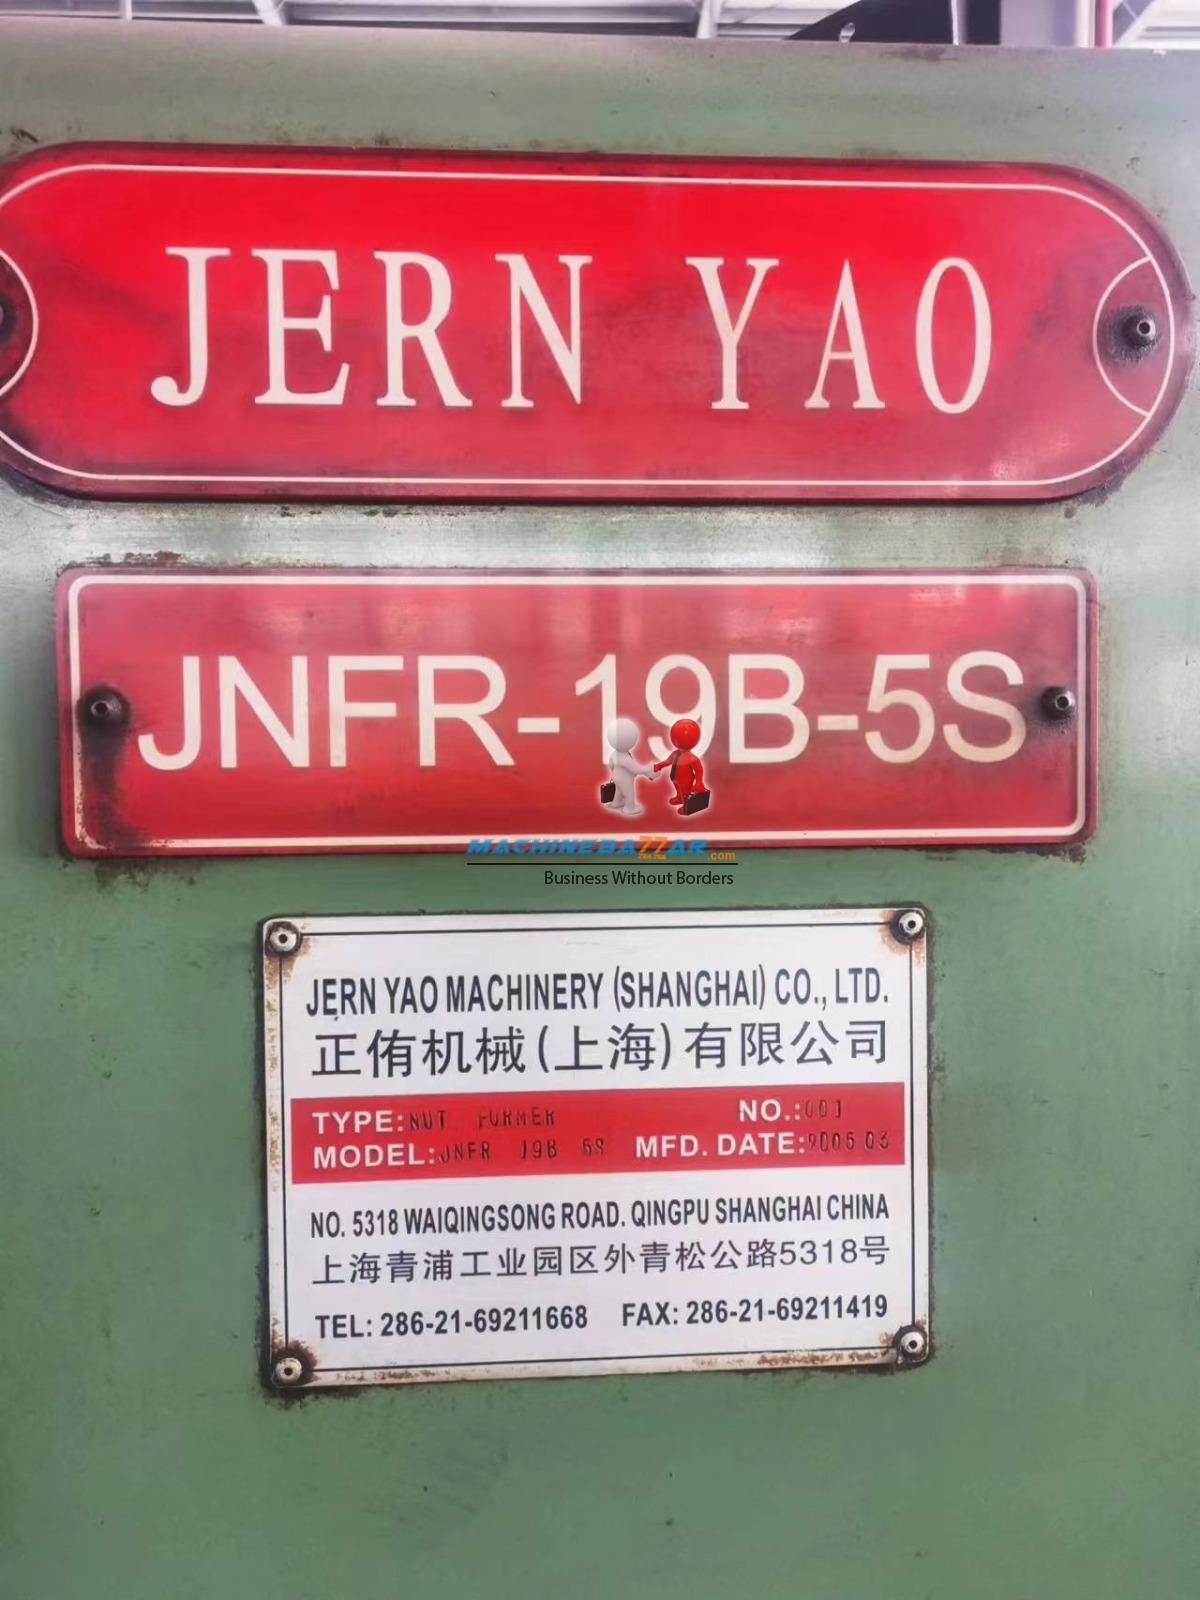 JERN YAO
JNFR-19B-5S
MACHINEBAZZAR.com
Business Without Borders
JERN YAO MACHINERY (SHANGHAI) CO., LTD.
正侑机械(上海)有限公司
TYPE: NUT FORMER NO.: 001
MODEL: JNFR 19B 5S MFD. DATE: 2005 03
NO. 5318 WAIQINGSONG ROAD. QINGPU SHANGHAI CHINA
上海青浦工业园区外青松公路5318号
TEL: 286-21-69211668 FAX: 286-21-69211419